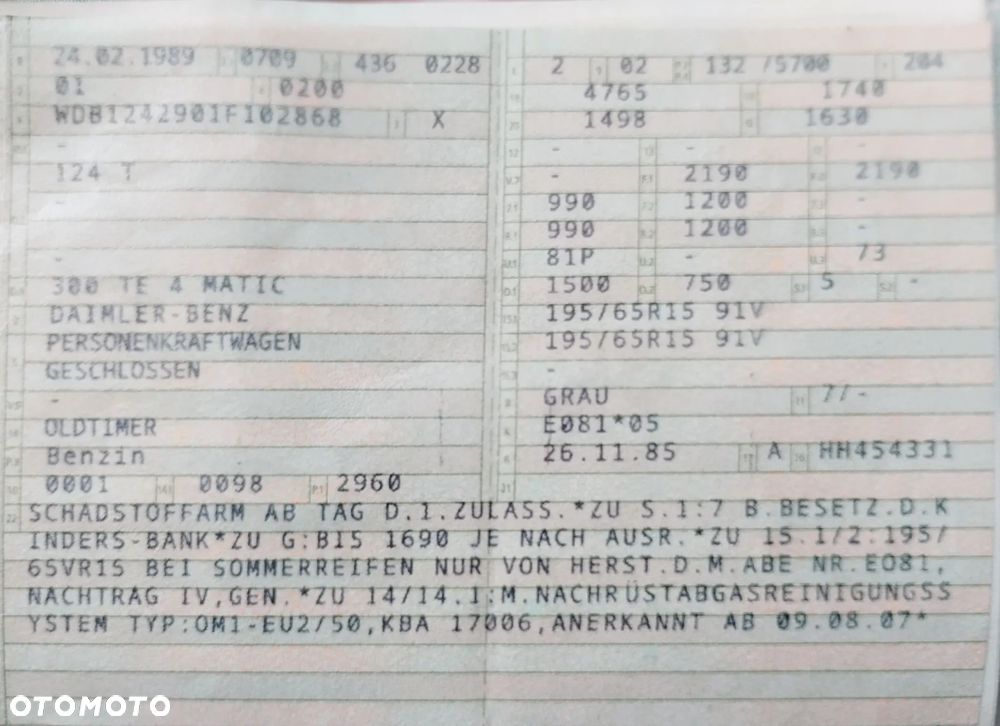 24.02.1989 0709 436 0228
01 0200
WDB1242901F102868 X
-
124 T
-
-
300 TE 4 MATIC
DAIMLER-BENZ
PERSONENKRAFTWAGEN
GESCHLOSSEN
-
OLDTIMER
Benzin
0001 0098 P.1 2960
2 02 132 /5700 204
4765 1740
1498 1630
- - -
- 2190 2190
990 1200 -
990 1200 -
81P - 73
1500 750 5 -
195/65R15 91V
195/65R15 91V
-
GRAU 7/-
E081*05
26.11.85 A HH454331
SCHADSTOFFARM AB TAG D.1.ZULASS.*ZU S.1:7 B.BESETZ.D.K
INDERS-BANK*ZU G:BIS 1690 JE NACH AUSR.*ZU 15.1/2:195/
65VR15 BEI SOMMERREIFEN NUR VON HERST.D.M.ABE NR.E081,
NACHTRAG IV,GEN.*ZU 14/14.1:M.NACHRÜSTABGASREINIGUNGSS
YSTEM TYP:OM1-EU2/50,KBA 17006,ANERKANNT AB 09.08.07*
OTOMOTO